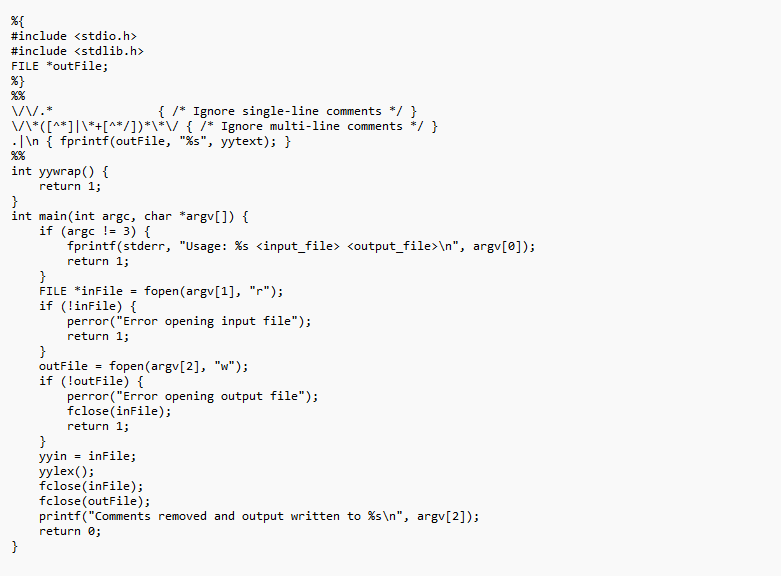 %{
#include <stdio.h>
#include <stdlib.h>
FILE *outFile;
%}
%%
\/\/.*               { /* Ignore single-line comments */ }
\/\*([^*]|\*+[^*/])*\*\/ { /* Ignore multi-line comments */ }
.|\n { fprintf(outFile, "%s", yytext); }
%%
int yywrap() {
    return 1;
}
int main(int argc, char *argv[]) {
    if (argc != 3) {
        fprintf(stderr, "Usage: %s <input_file> <output_file>\n", argv[0]);
        return 1;
    }
    FILE *inFile = fopen(argv[1], "r");
    if (!inFile) {
        perror("Error opening input file");
        return 1;
    }
    outFile = fopen(argv[2], "w");
    if (!outFile) {
        perror("Error opening output file");
        fclose(inFile);
        return 1;
    }
    yyin = inFile;
    yylex();
    fclose(inFile);
    fclose(outFile);
    printf("Comments removed and output written to %s\n", argv[2]);
    return 0;
}